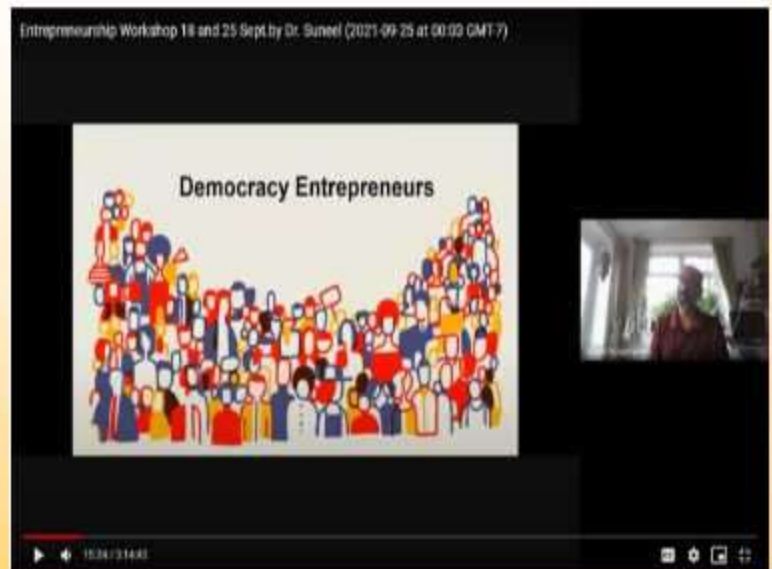 Entrepreneurship Workshop 18 and 25 Sept.by Dr. Suneel (2021-09-25 at 00:03 GMT-7)
Democracy Entrepreneurs